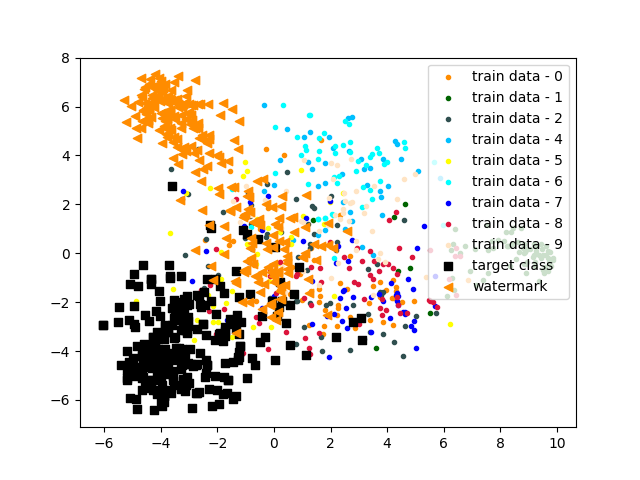 train data - 0
train data - 1
train data - 2
train data - 4
train data - 5
train data - 6
train data - 7
train data - 8
train data - 9
target class
watermark
8
6
4
2
0
−2
−4
−6
−6 −4 −2 0 2 4 6 8 10